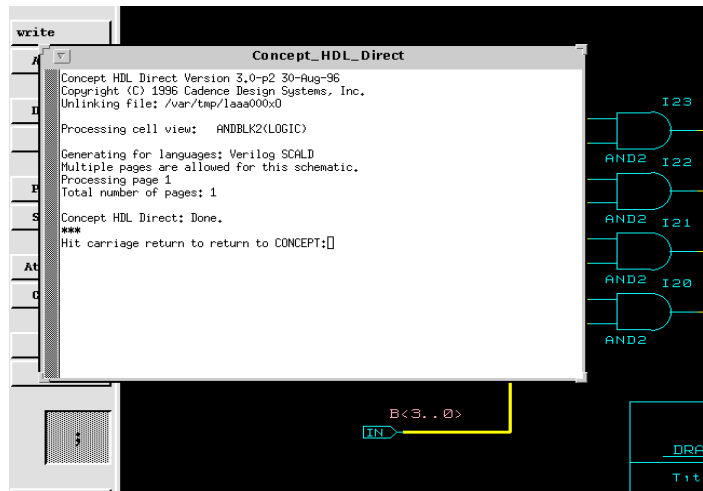 write
Concept_HDL_Direct
Concept HDL Direct Version 3.0-p2 30-Aug-96
Copyright (C) 1996 Cadence Design Systems, Inc.
Unlinking file: /var/tmp/laaa000x0
Processing cell view: ANDBLK2(LOGIC)
Generating for languages: Verilog SCALD
Multiple pages are allowed for this schematic.
Processing page 1
Total number of pages: 1
Concept HDL Direct: Done.
***
Hit carriage return to return to CONCEPT:
At
I23
AND2
I22
AND2
I21
AND2
I20
AND2
B<3..0>
IN
;
DRA
Tit